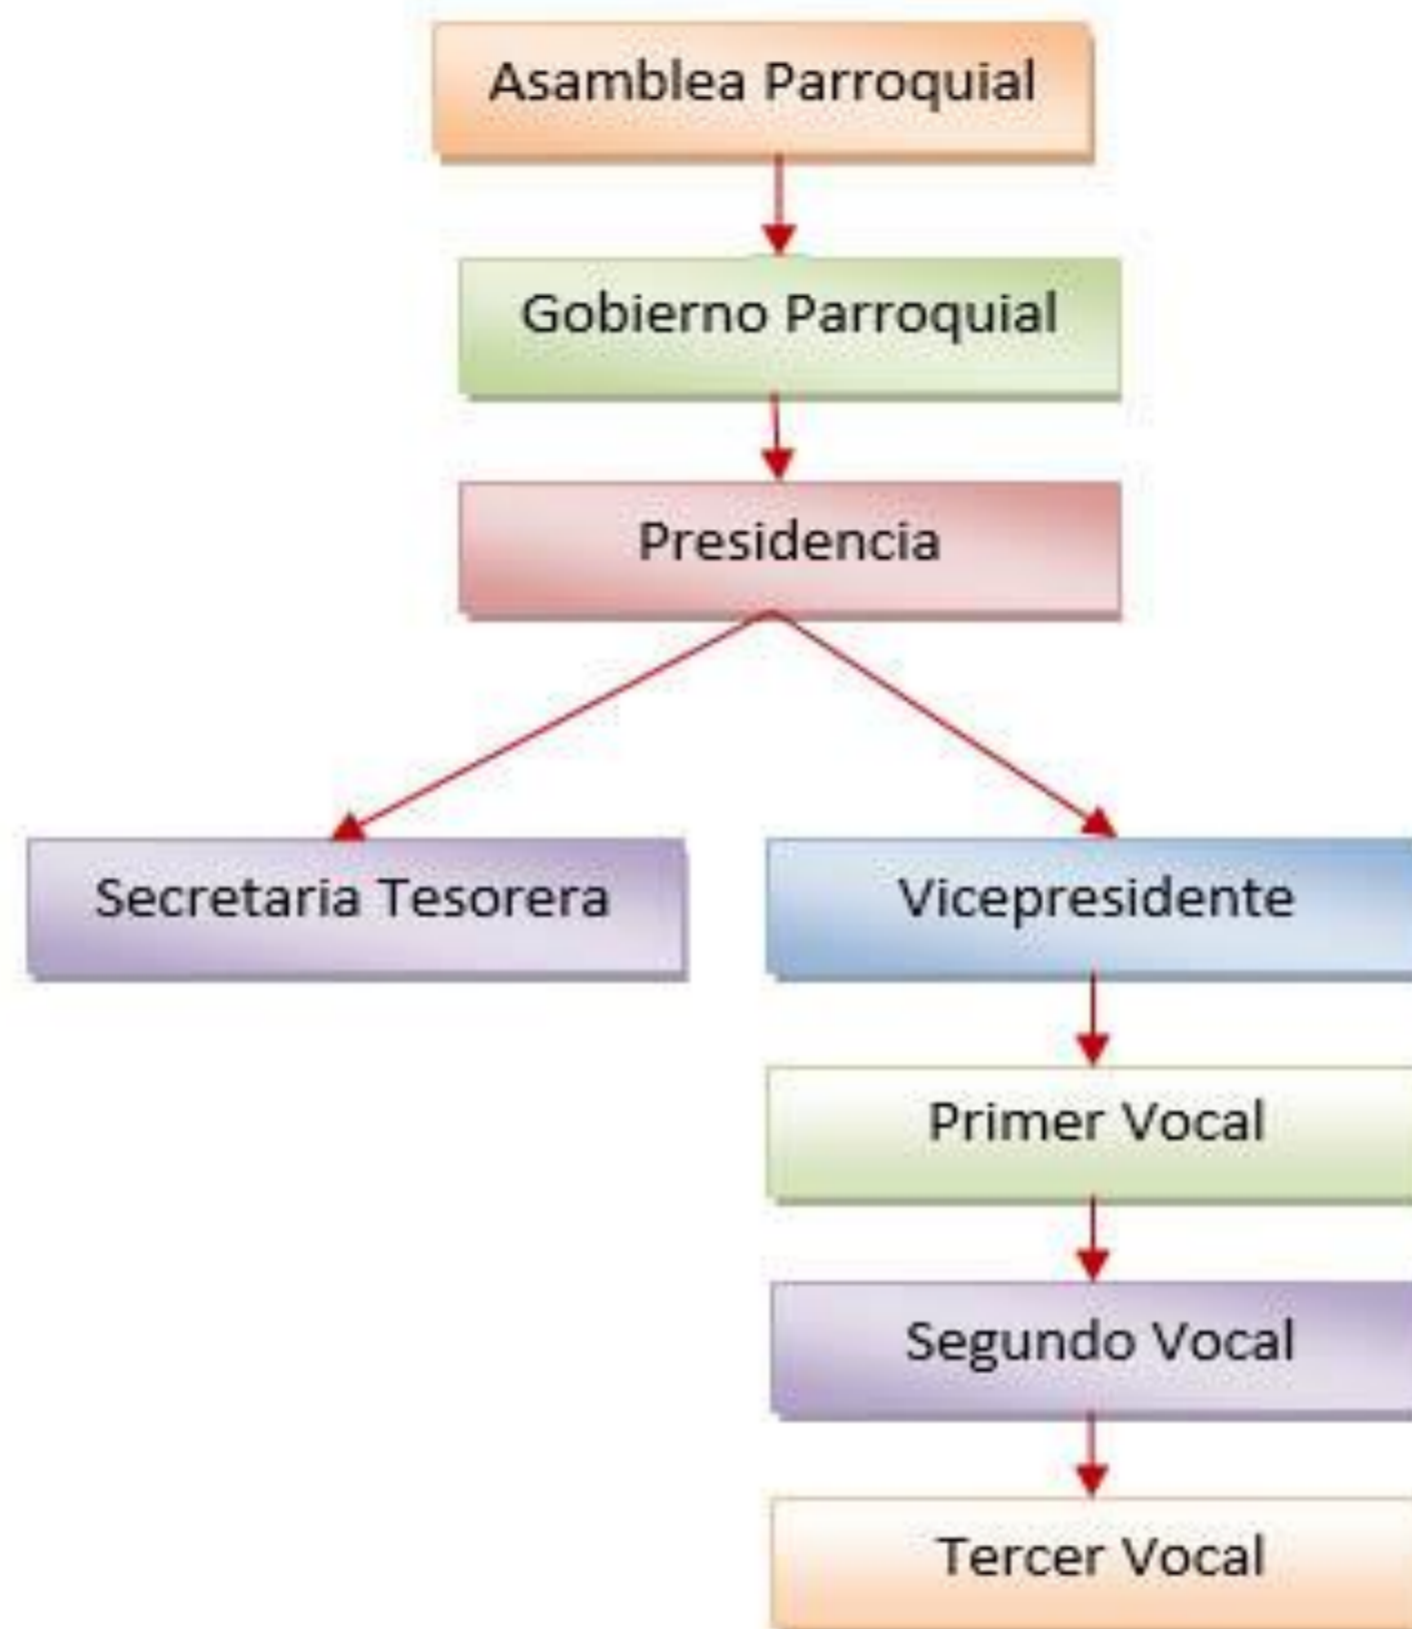 Asamblea Parroquial
Gobierno Parroquial
Presidencia
Secretaria Tesorera
Vicepresidente
Primer Vocal
Segundo Vocal
Tercer Vocal